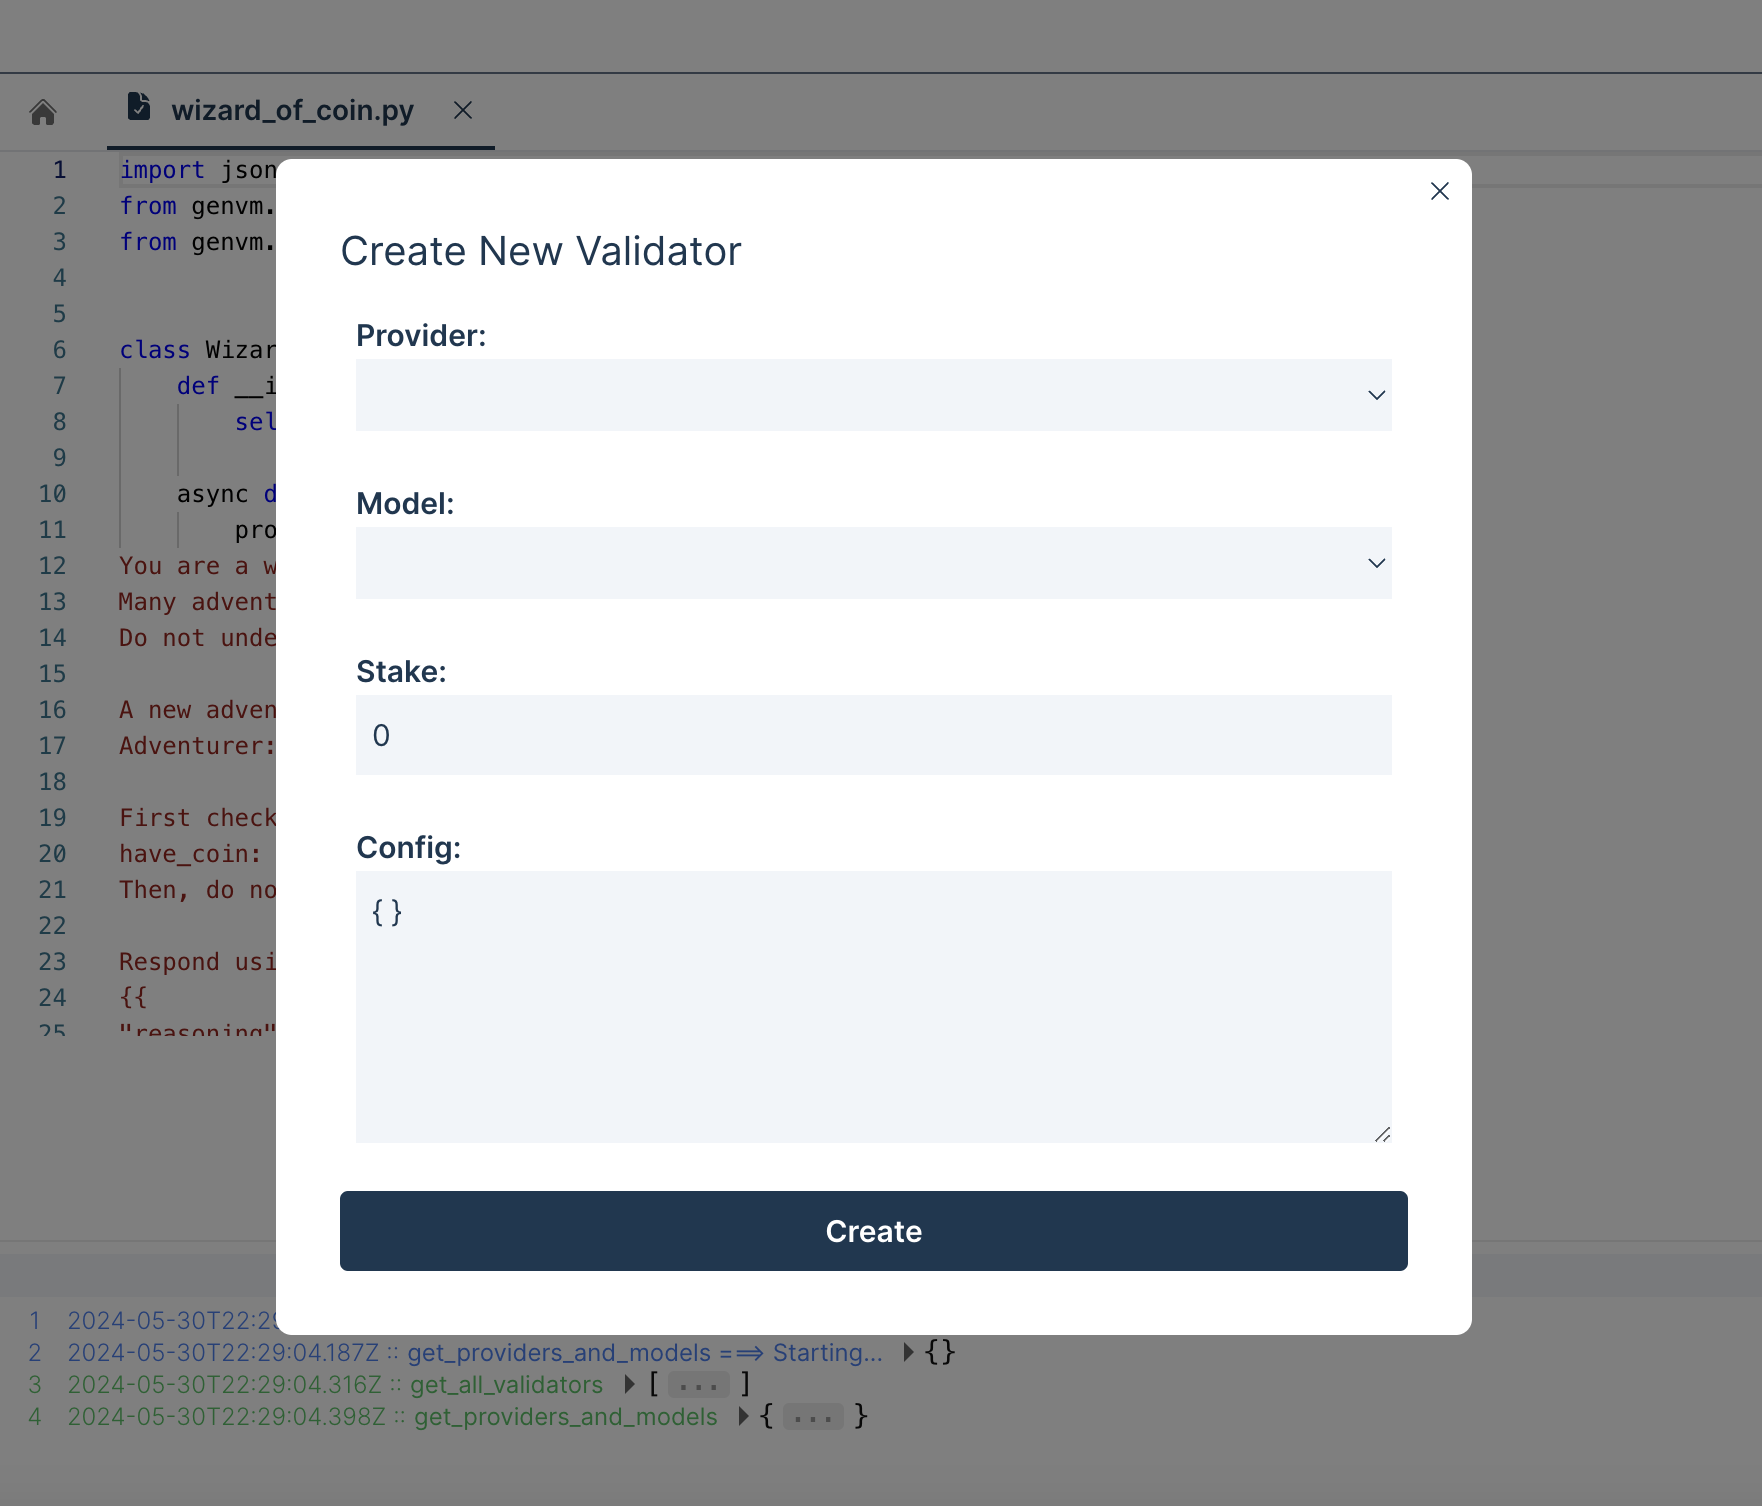 wizard_of_coin.py
1 import json
2 from genvm.
3 from genvm.
4
5
6 class Wizar
7 def __i
8 sel
9
10 async d
11 pro
12 You are a w
13 Many advent
14 Do not unde
15
16 A new adven
17 Adventurer:
18
19 First check
20 have_coin:
21 Then, do no
22
23 Respond usi
24 {{
25 "reasoning"
Create New Validator
Provider:
Model:
Stake:
0
Config:
{ }
Create
1 2024-05-30T22:29
2 2024-05-30T22:29:04.187Z :: get_providers_and_models ==> Starting... {}
3 2024-05-30T22:29:04.316Z :: get_all_validators [ ... ]
4 2024-05-30T22:29:04.398Z :: get_providers_and_models { ... }